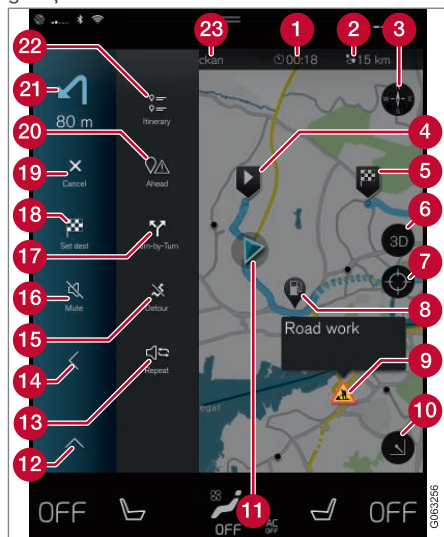 23
1
2
3
22
ckan
00:18
15 km
W
E
21
80 m
Itinerary
20
4
5
19
Cancel
Ahead
18
Set dest
17
Turn-by-Turn
6
3D
7
16
Mute
15
Detour
8
Road work
14
13
Repeat
9
egat
10
12
11
OFF
OFF
AC
OFF
OFF
G063256